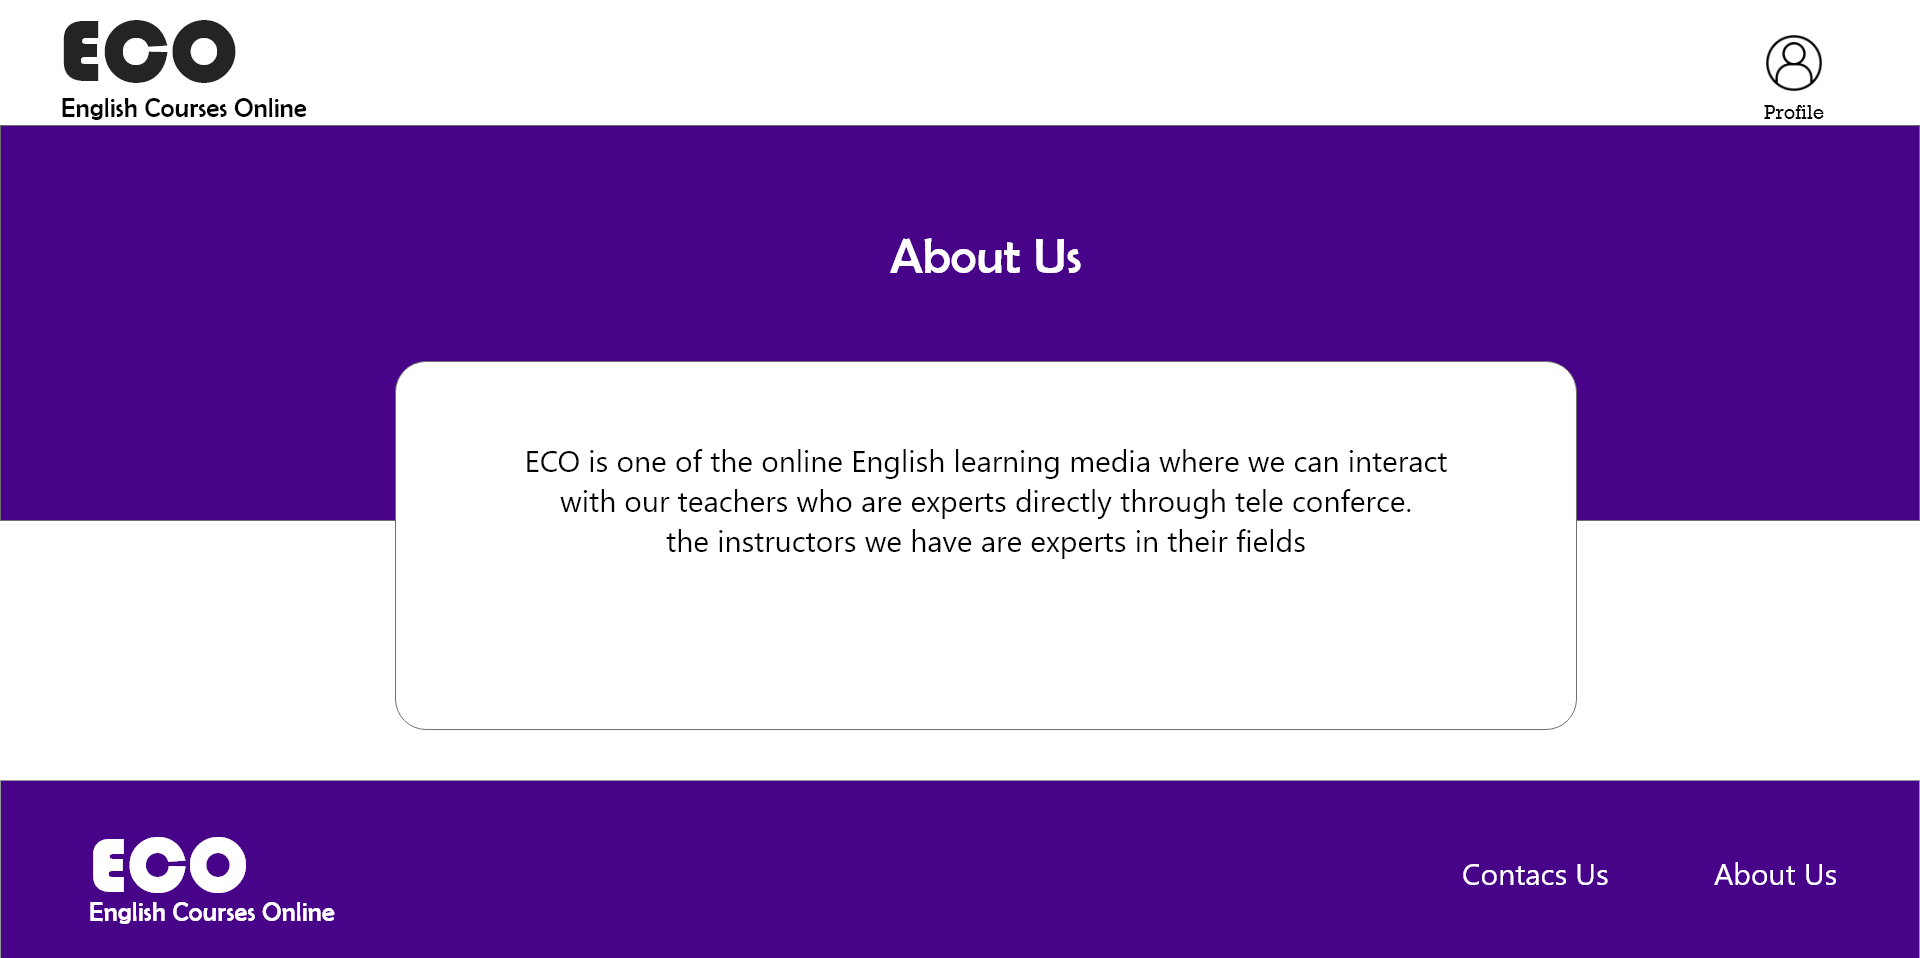 ECO
English Courses Online
Profile
About Us
ECO is one of the online English learning media where we can interact
with our teachers who are experts directly through tele conferce.
the instructors we have are experts in their fields
ECO
English Courses Online
Contacs Us
About Us